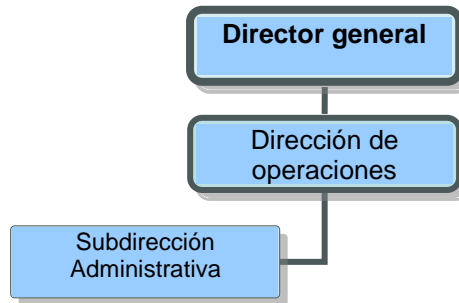 Director general
Dirección de
operaciones
Subdirección
Administrativa